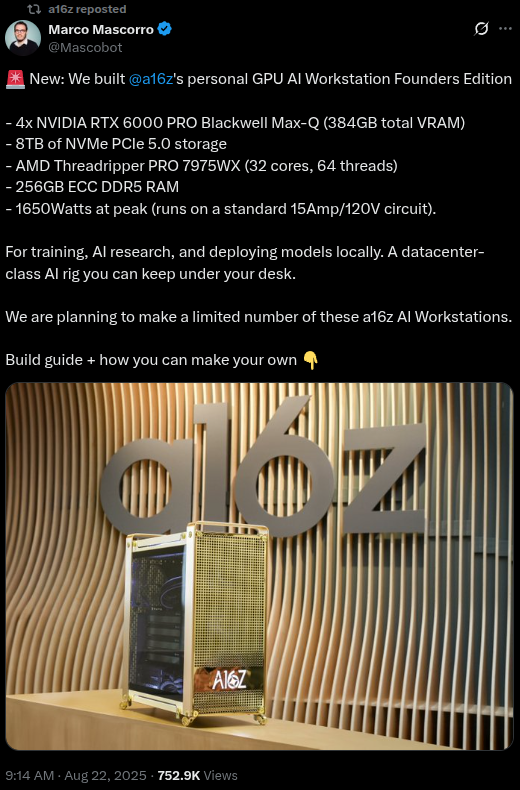 a16z reposted
Marco Mascorro
@Mascobot
🚨 New: We built @a16z's personal GPU AI Workstation Founders Edition
- 4x NVIDIA RTX 6000 PRO Blackwell Max-Q (384GB total VRAM)
- 8TB of NVMe PCIe 5.0 storage
- AMD Threadripper PRO 7975WX (32 cores, 64 threads)
- 256GB ECC DDR5 RAM
- 1650Watts at peak (runs on a standard 15Amp/120V circuit).
For training, AI research, and deploying models locally. A datacenter-
class AI rig you can keep under your desk.
We are planning to make a limited number of these a16z AI Workstations.
Build guide + how you can make your own 👇
a16z
A16Z
9:14 AM · Aug 22, 2025 · 752.9K Views